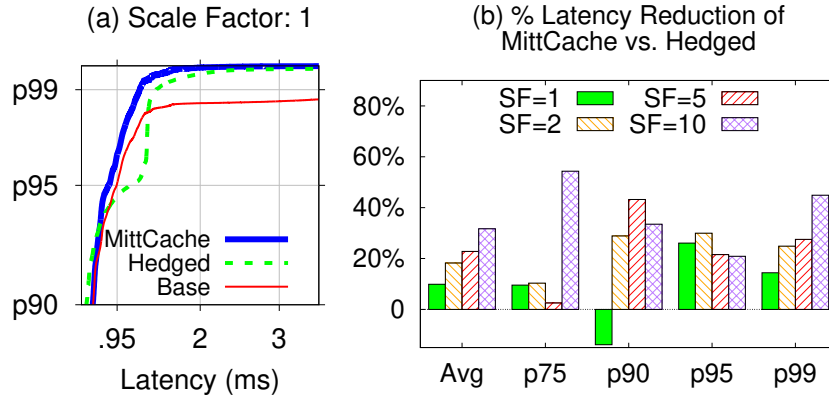 (a) Scale Factor: 1
p99
p95
p90
MittCache
Hedged
Base
.95 2 3
Latency (ms)
(b) % Latency Reduction of
MittCache vs. Hedged
80%
60%
40%
20%
0
SF=1 SF=5
SF=2 SF=10
Avg p75 p90 p95 p99